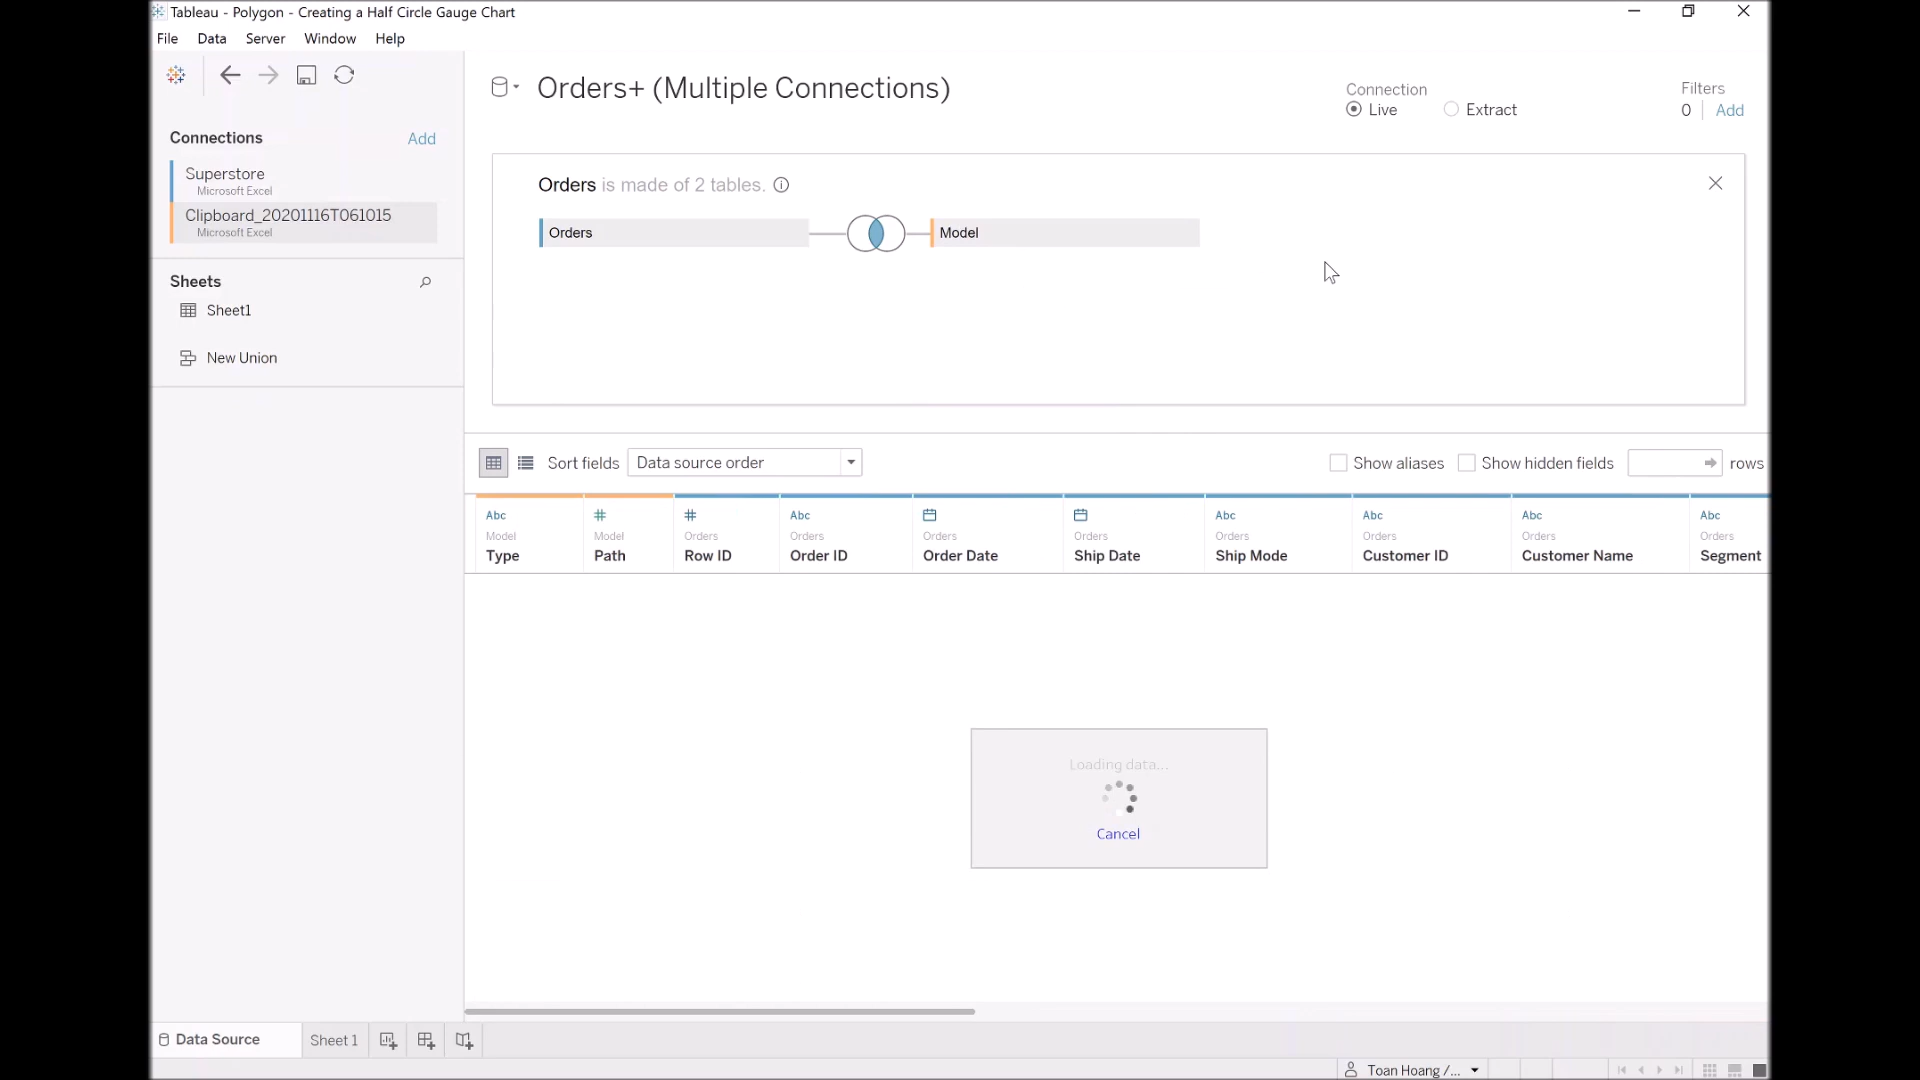 Tableau - Polygon - Creating a Half Circle Gauge Chart
File Data Server Window Help
Connections Add
Superstore
Microsoft Excel
Clipboard_20201116T061015
Microsoft Excel
Sheets
Sheet1
New Union
Orders+ (Multiple Connections)
Connection
Live Extract
Filters
0 Add
Orders is made of 2 tables.
Orders Model
Sort fields Data source order Show aliases Show hidden fields rows
Abc # # Abc Abc Abc Abc Abc
Model Model Orders Orders Orders Orders Orders Orders Orders Orders
Type Path Row ID Order ID Order Date Ship Date Ship Mode Customer ID Customer Name Segment
Loading data...
Cancel
Data Source Sheet 1
Toan Hoang /...